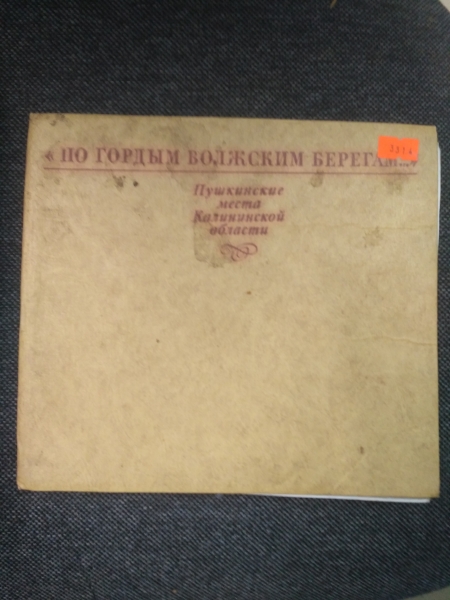 « ПО ГОРДЫМ ВОЛЖСКИМ БЕРЕГАМ...»
Пушкинские
места
Калининской
области